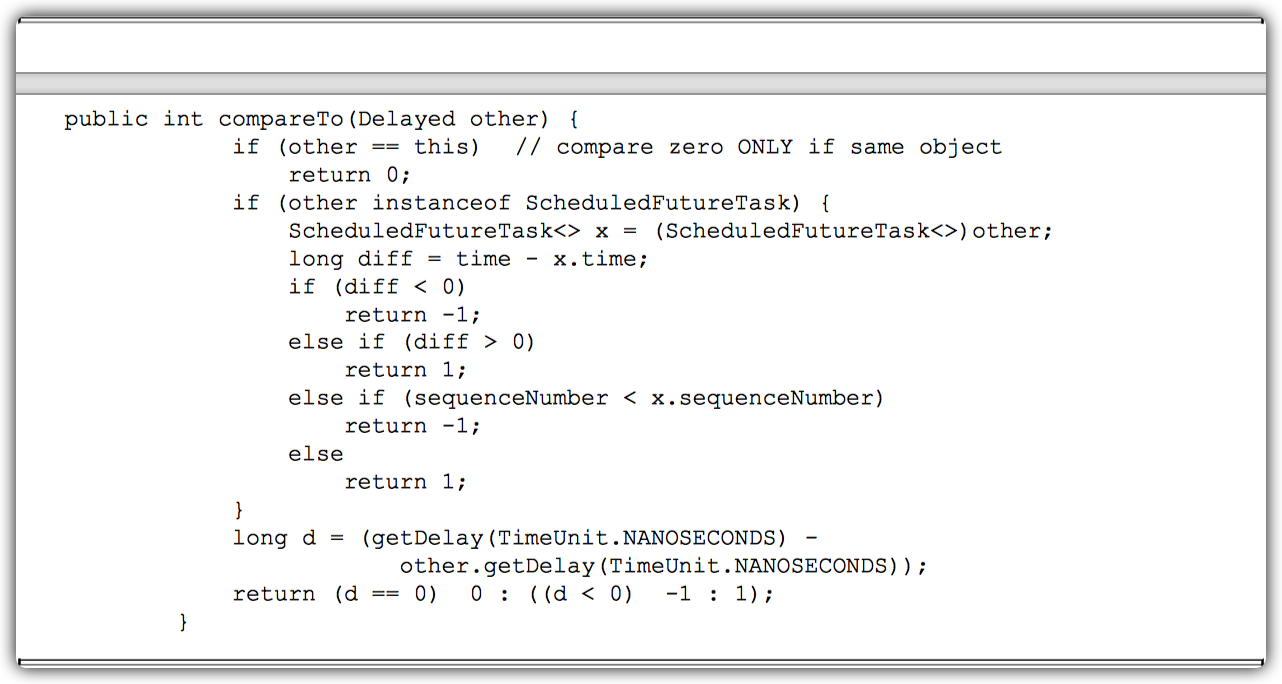 public int compareTo(Delayed other) {
            if (other == this)   // compare zero ONLY if same object
                return 0;
            if (other instanceof ScheduledFutureTask) {
                ScheduledFutureTask<> x = (ScheduledFutureTask<>)other;
                long diff = time - x.time;
                if (diff < 0)
                    return -1;
                else if (diff > 0)
                    return 1;
                else if (sequenceNumber < x.sequenceNumber)
                    return -1;
                else
                    return 1;
            }
            long d = (getDelay(TimeUnit.NANOSECONDS) -
                        other.getDelay(TimeUnit.NANOSECONDS));
            return (d == 0)  0 : ((d < 0)  -1 : 1);
        }